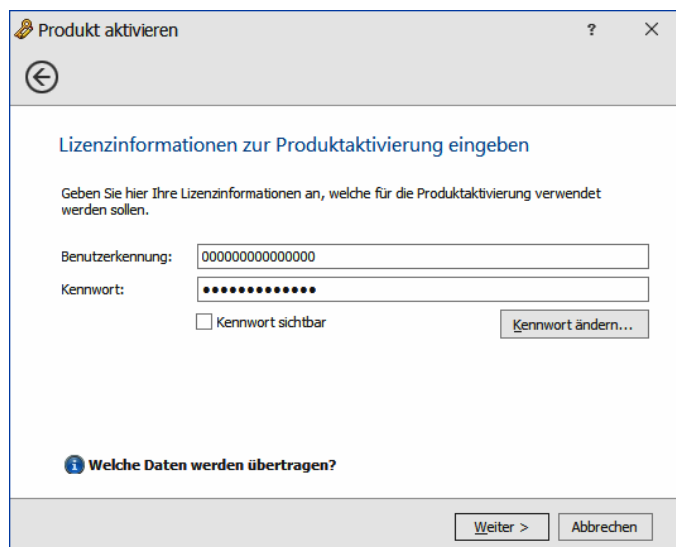 Produkt aktivieren
?
Lizenzinformationen zur Produktaktivierung eingeben
Geben Sie hier Ihre Lizenzinformationen an, welche für die Produktaktivierung verwendet
werden sollen.
Benutzerkennung: 000000000000000
Kennwort: •••••••••••••
Kennwort sichtbar Kennwort ändern...
Welche Daten werden übertragen?
Weiter > Abbrechen